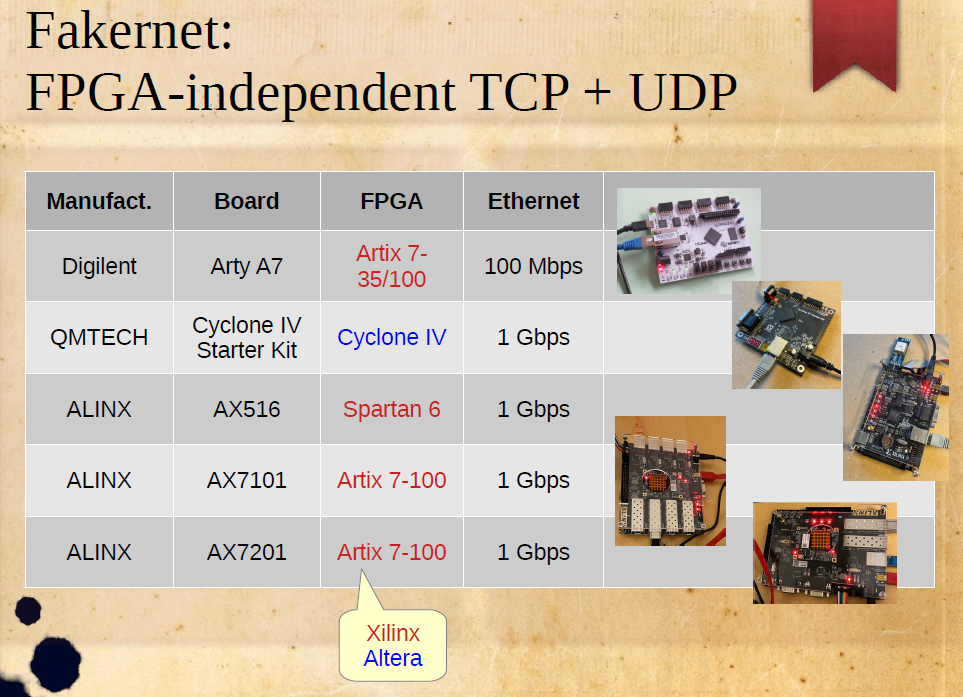 Fakernet:
FPGA-independent TCP + UDP
Manufact. Board FPGA Ethernet
Digilent Arty A7 Artix 7-
35/100 100 Mbps
QMTECH Cyclone IV
Starter Kit Cyclone IV 1 Gbps
ALINX AX516 Spartan 6 1 Gbps
ALINX AX7101 Artix 7-100 1 Gbps
ALINX AX7201 Artix 7-100 1 Gbps
Xilinx
Altera